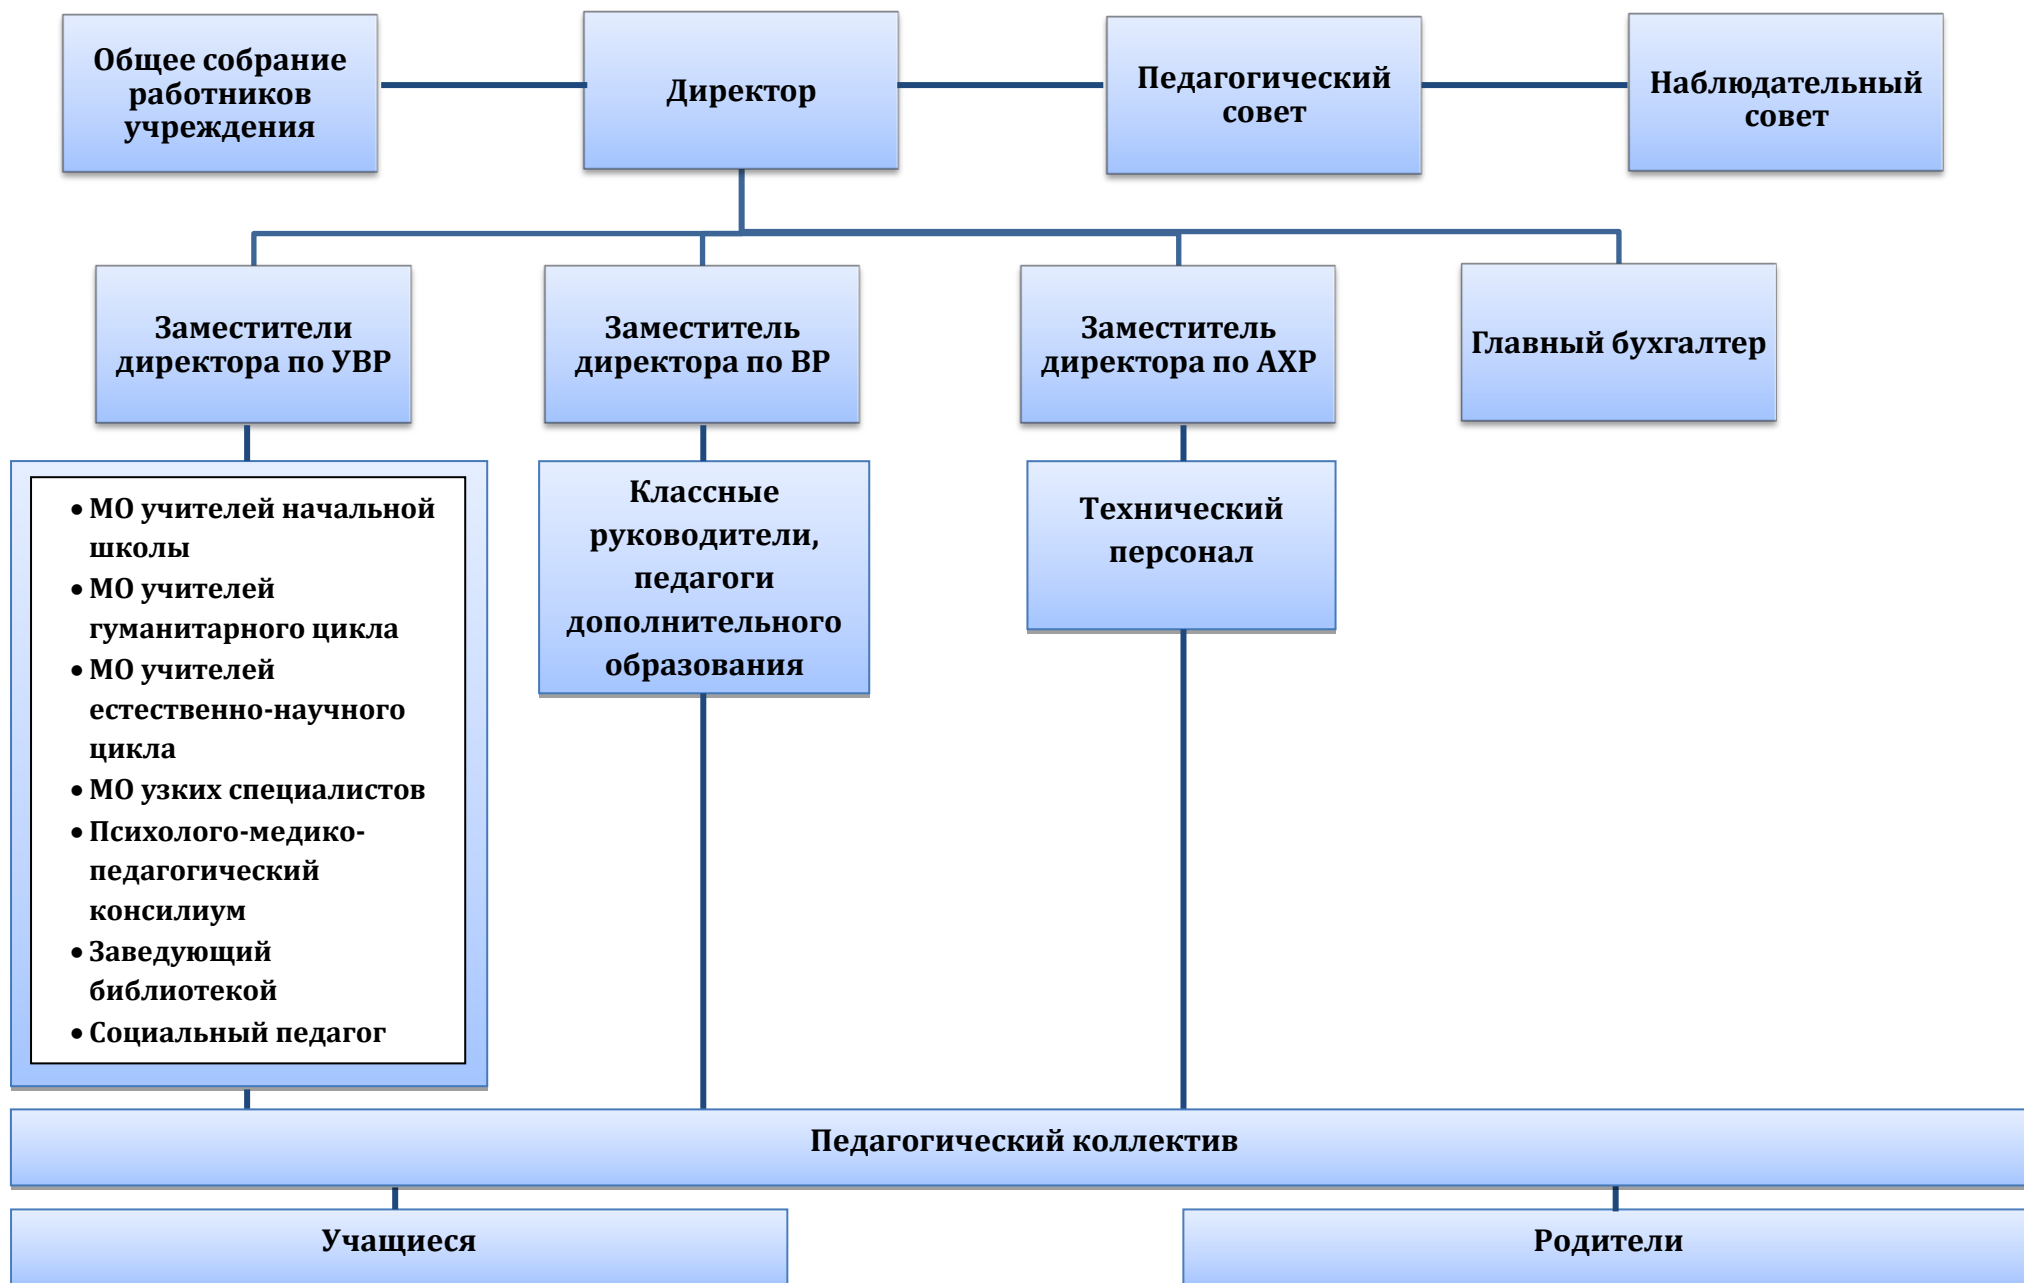 Общее собрание
работников
учреждения
Директор
Педагогический
совет
Наблюдательный
совет
Заместители
директора по УВР
Заместитель
директора по ВР
Заместитель
директора по АХР
Главный бухгалтер
• МО учителей начальной
школы
• МО учителей
гуманитарного цикла
• МО учителей
естественно-научного
цикла
• МО узких специалистов
• Психолого-медико-
педагогический
консилиум
• Заведующий
библиотекой
• Социальный педагог
Классные
руководители,
педагоги
дополнительного
образования
Технический
персонал
Педагогический коллектив
Учащиеся
Родители